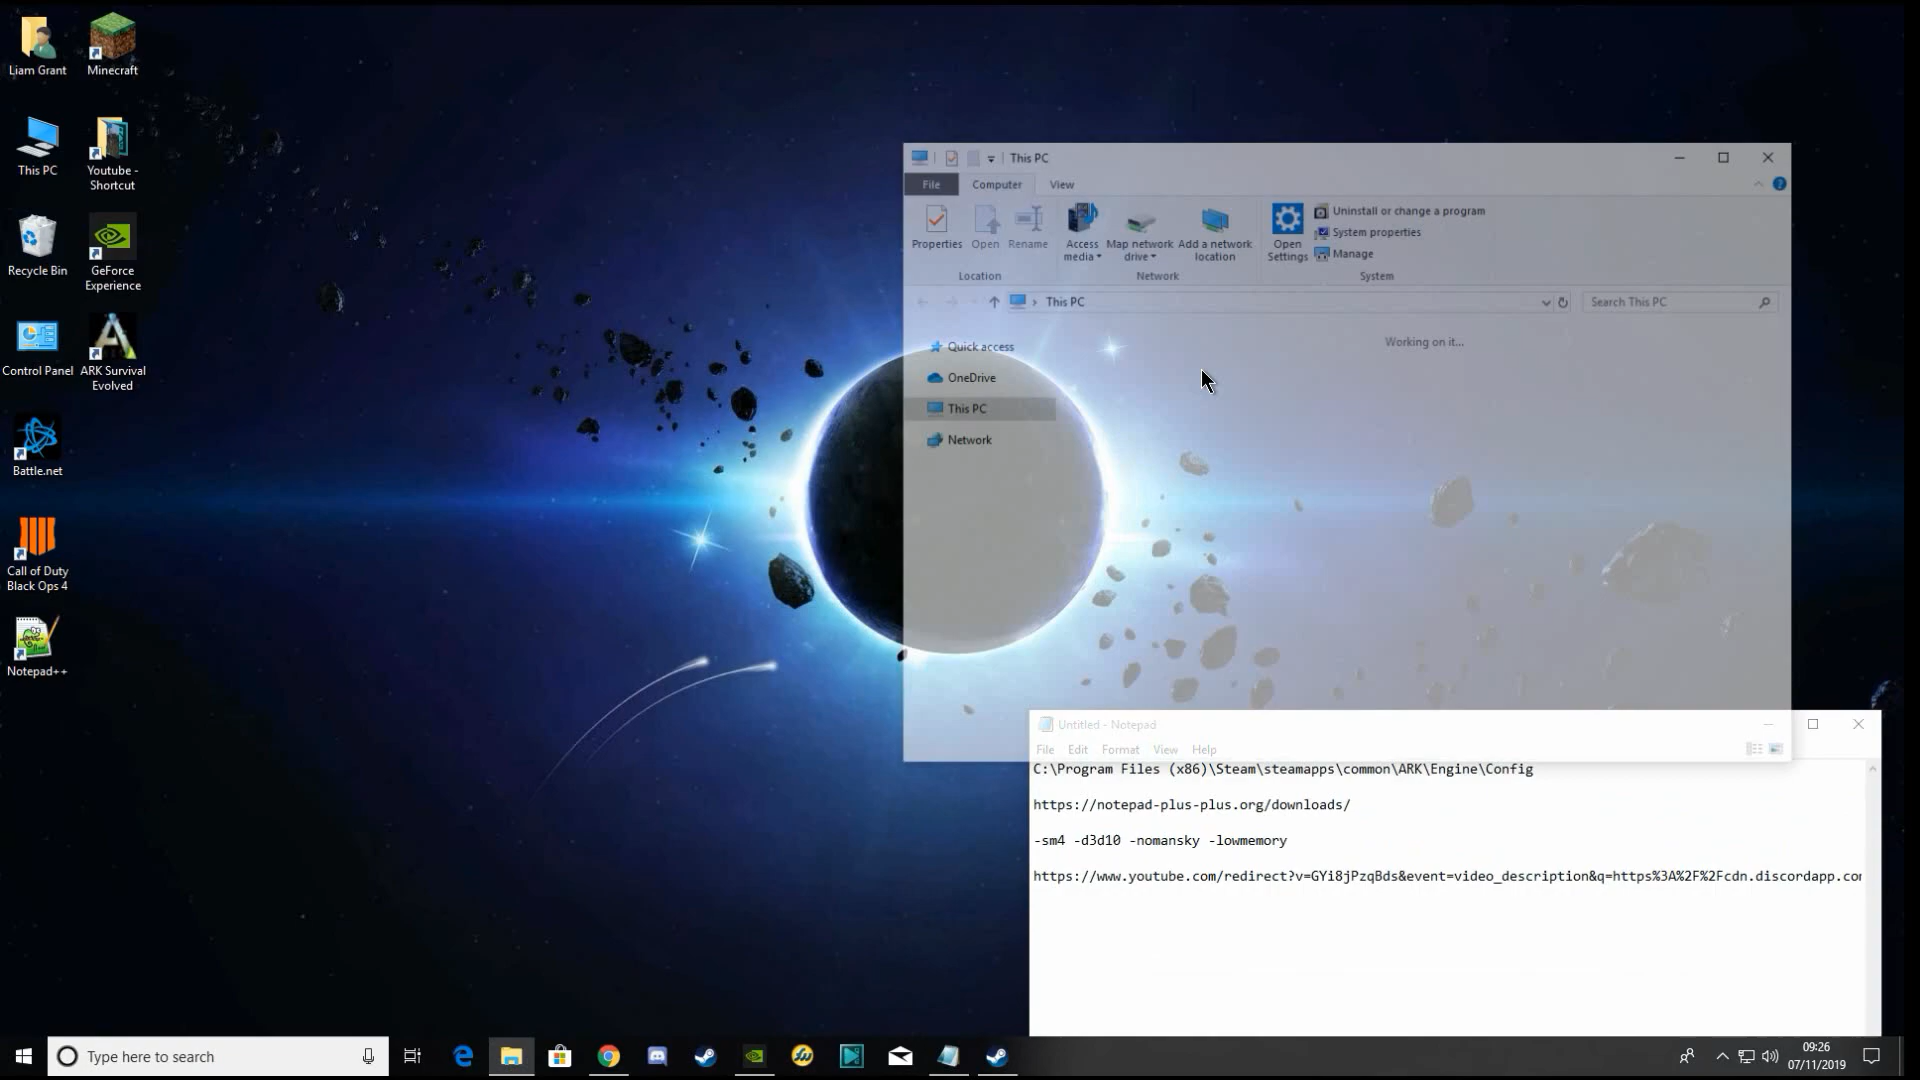 Liam Grant
Minecraft
This PC
Youtube -
Shortcut
Recycle Bin
GeForce
Experience
Control Panel
ARK Survival
Evolved
Battle.net
Call of Duty
Black Ops 4
Notepad++
This PC
File
Computer
View
Properties
Open
Rename
Access
media
Map network
drive
Add a network
location
Open
Settings
Uninstall or change a program
System properties
Manage
Location
Network
System
This PC
Search This PC
Quick access
OneDrive
This PC
Network
Working on it...
Untitled - Notepad
File
Edit
Format
View
Help
C:\Program Files (x86)\Steam\steamapps\common\ARK\Engine\Config
https://notepad-plus-plus.org/downloads/
-sm4 -d3d10 -nomansky -lowmemory
https://www.youtube.com/redirect?v=GYi8jPzqBds&event=video_description&q=https%3A%2F%2Fcdn.discordapp.com
Type here to search
09:26
07/11/2019